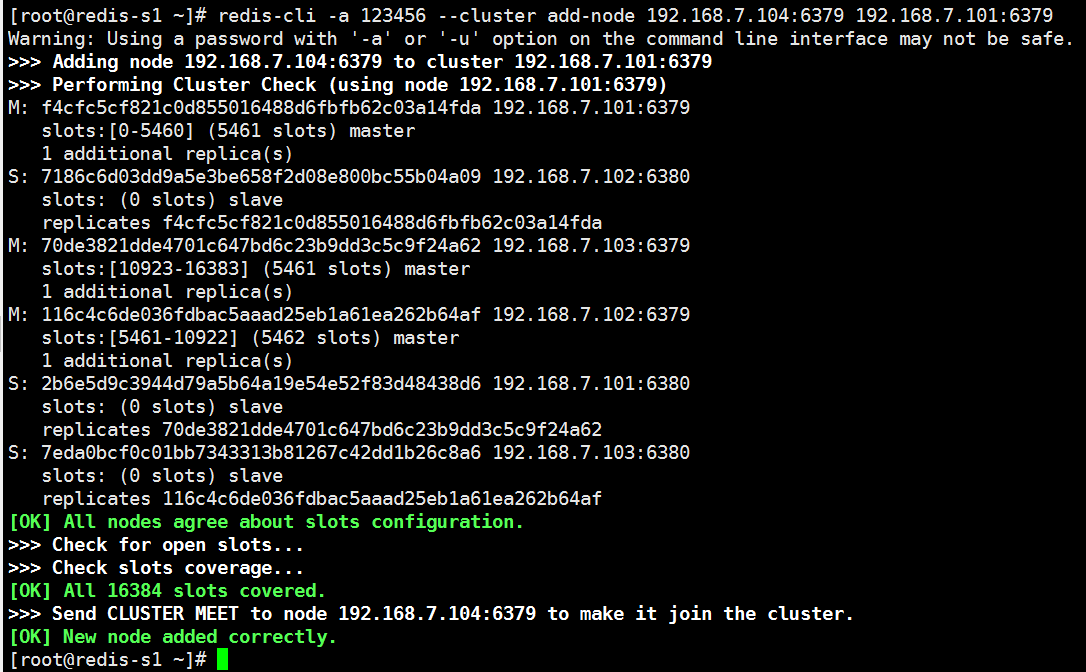 [root@redis-s1 ~]# redis-cli -a 123456 --cluster add-node 192.168.7.104:6379 192.168.7.101:6379
Warning: Using a password with '-a' or '-u' option on the command line interface may not be safe.
>>> Adding node 192.168.7.104:6379 to cluster 192.168.7.101:6379
>>> Performing Cluster Check (using node 192.168.7.101:6379)
M: f4cfc5cf821c0d855016488d6fbfb62c03a14fda 192.168.7.101:6379
   slots:[0-5460] (5461 slots) master
   1 additional replica(s)
S: 7186c6d03dd9a5e3be658f2d08e800bc55b04a09 192.168.7.102:6380
   slots: (0 slots) slave
   replicates f4cfc5cf821c0d855016488d6fbfb62c03a14fda
M: 70de3821dde4701c647bd6c23b9dd3c5c9f24a62 192.168.7.103:6379
   slots:[10923-16383] (5461 slots) master
   1 additional replica(s)
M: 116c4c6de036fdbac5aaad25eb1a61ea262b64af 192.168.7.102:6379
   slots:[5461-10922] (5462 slots) master
   1 additional replica(s)
S: 2b6e5d9c3944d79a5b64a19e54e52f83d48438d6 192.168.7.101:6380
   slots: (0 slots) slave
   replicates 70de3821dde4701c647bd6c23b9dd3c5c9f24a62
S: 7eda0bcf0c01bb7343313b81267c42dd1b26c8a6 192.168.7.103:6380
   slots: (0 slots) slave
   replicates 116c4c6de036fdbac5aaad25eb1a61ea262b64af
[OK] All nodes agree about slots configuration.
>>> Check for open slots...
>>> Check slots coverage...
[OK] All 16384 slots covered.
>>> Send CLUSTER MEET to node 192.168.7.104:6379 to make it join the cluster.
[OK] New node added correctly.
[root@redis-s1 ~]#